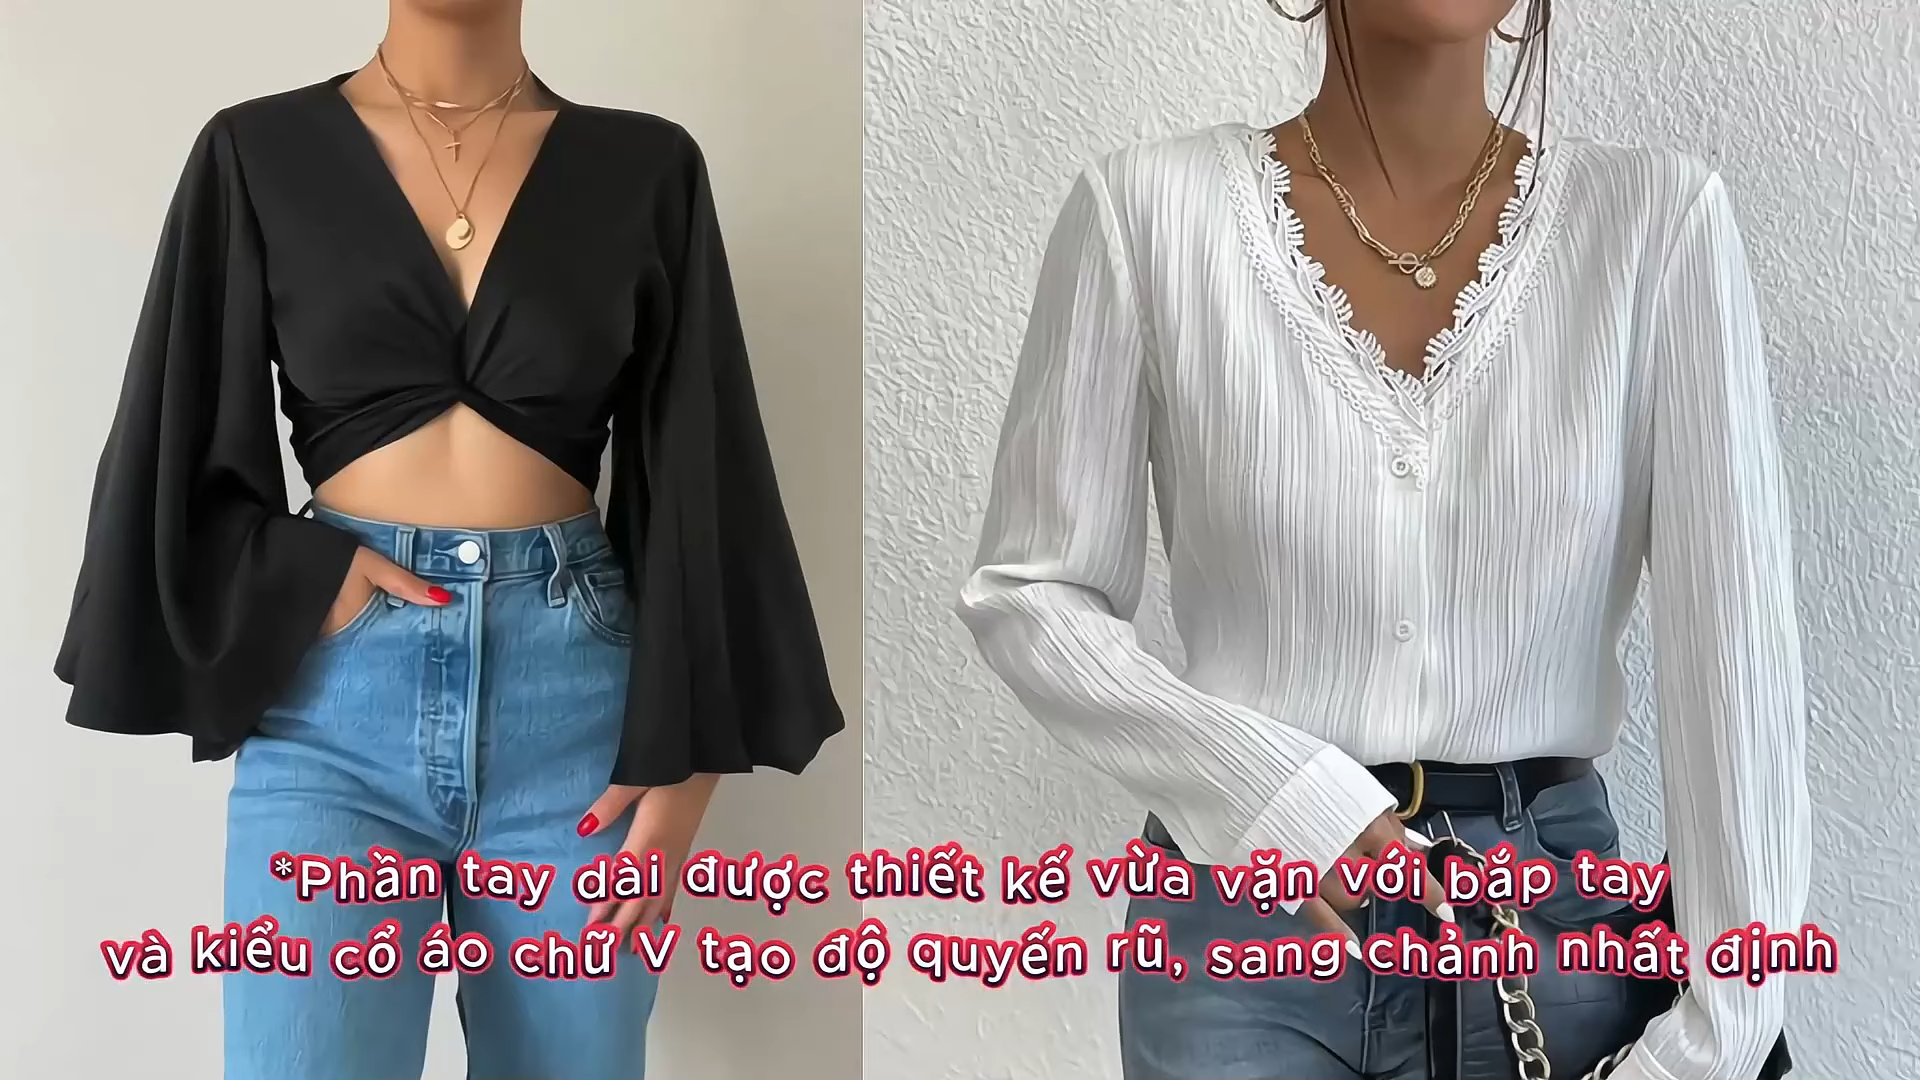 *Phần tay dài được thiết kế vừa vặn với bắp tay
và kiểu cổ áo chữ V tạo độ quyến rũ, sang chảnh nhất định